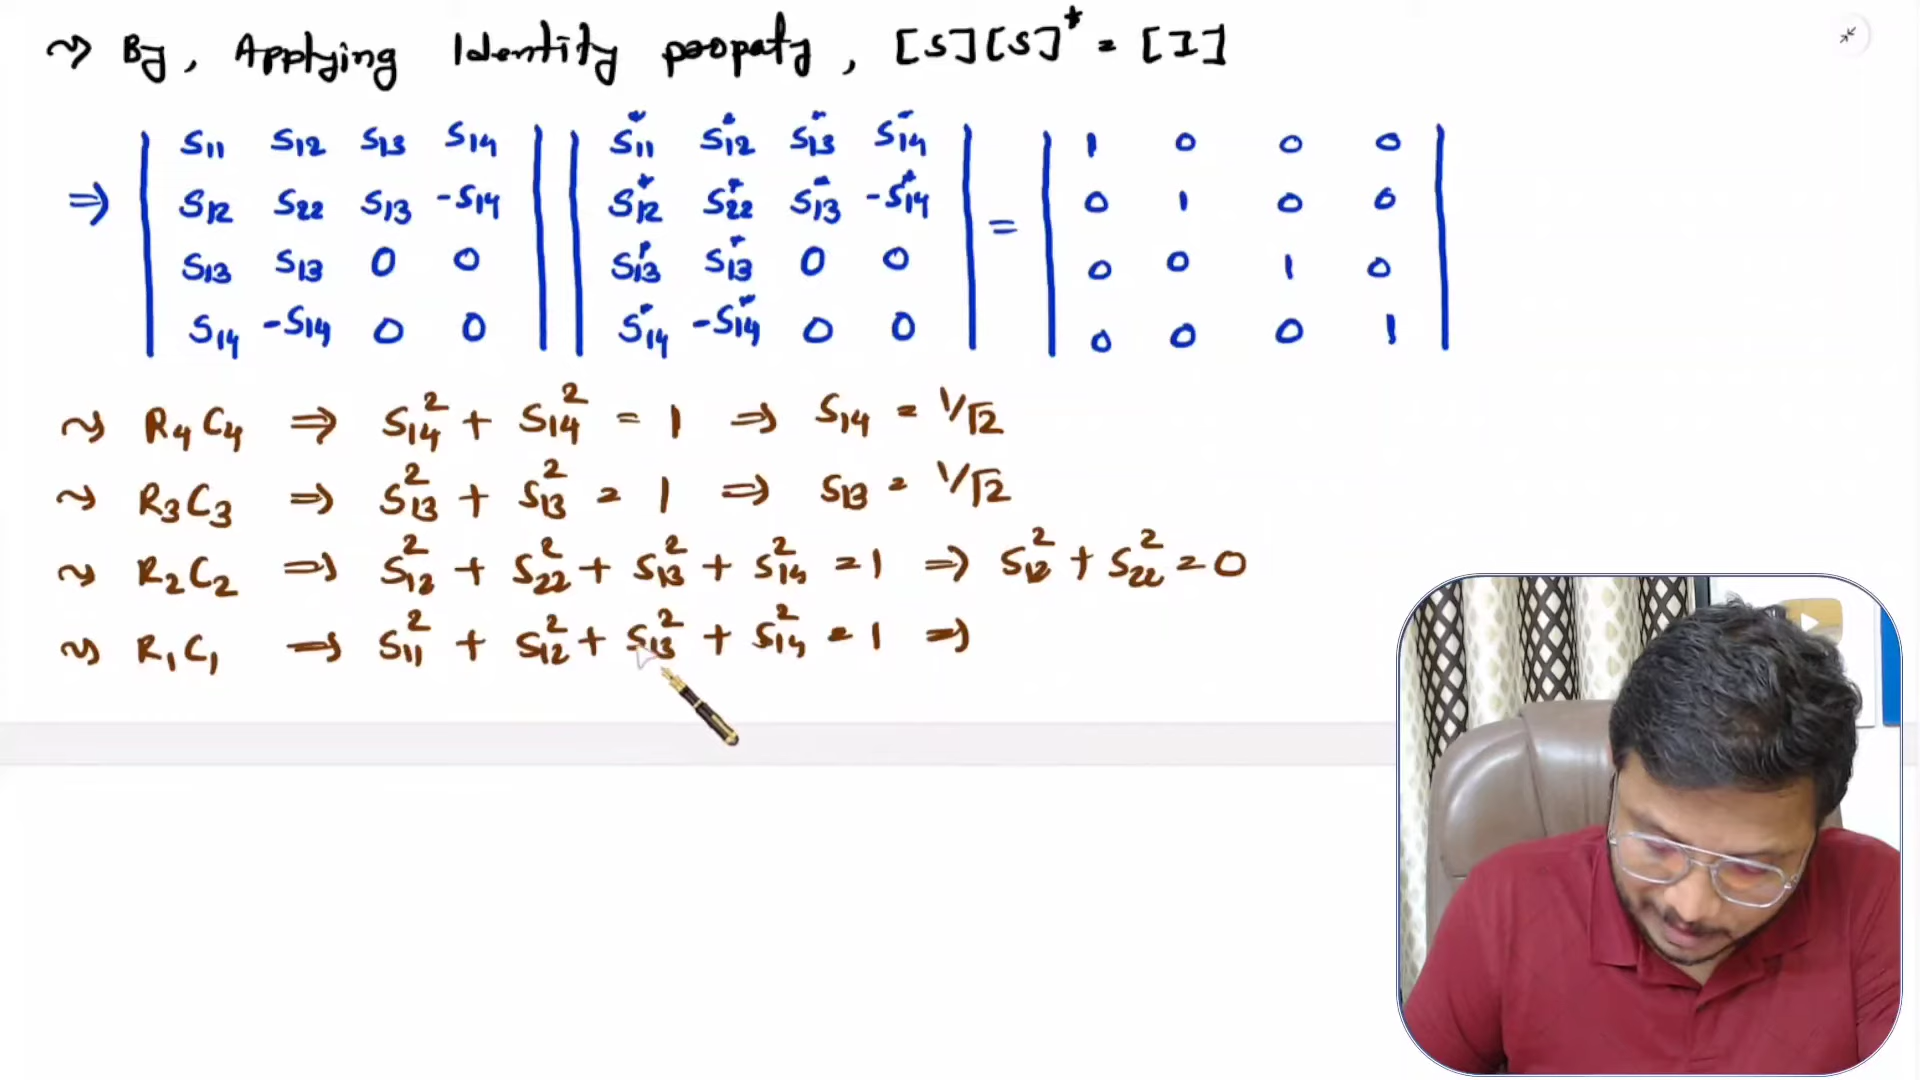 ~> By, Applying Identity propaty, [S][S]* = [I]
⇒ | S11 S12 S13 S14 | | S11* S12* S13* S14* | = | 1 0 0 0 |
| S12 S22 S13 -S14 | | S12* S22* S13* -S14* | | 0 1 0 0 |
| S13 S13 0 0 | | S13* S13* 0 0 | | 0 0 1 0 |
| S14 -S14 0 0 | | S14* -S14* 0 0 | | 0 0 0 1 |
~> R4C4 ⇒ S14² + S14² = 1 ⇒ S14 = 1/√2
~> R3C3 ⇒ S13² + S13² = 1 ⇒ S13 = 1/√2
~> R2C2 ⇒ S12² + S22² + S13² + S14² = 1 ⇒ S12² + S22² = 0
~> R1C1 ⇒ S11² + S12² + S13² + S14² = 1 ⇒